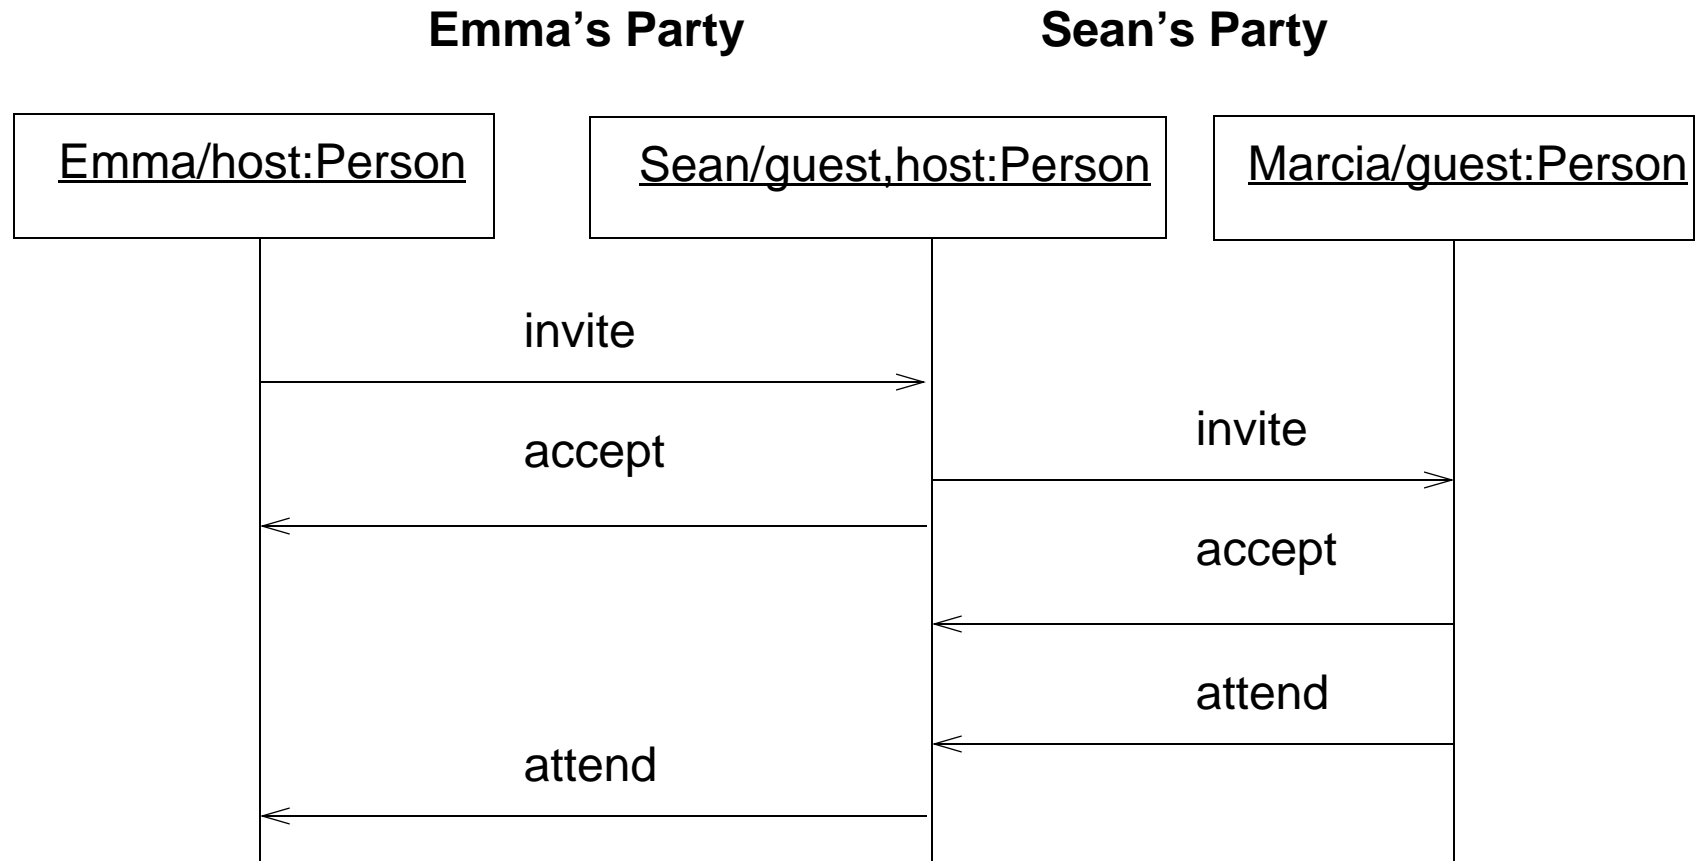 Emma’s Party
Sean’s Party
Emma/host:Person
Sean/guest,host:Person
Marcia/guest:Person
invite
invite
accept
accept
attend
attend